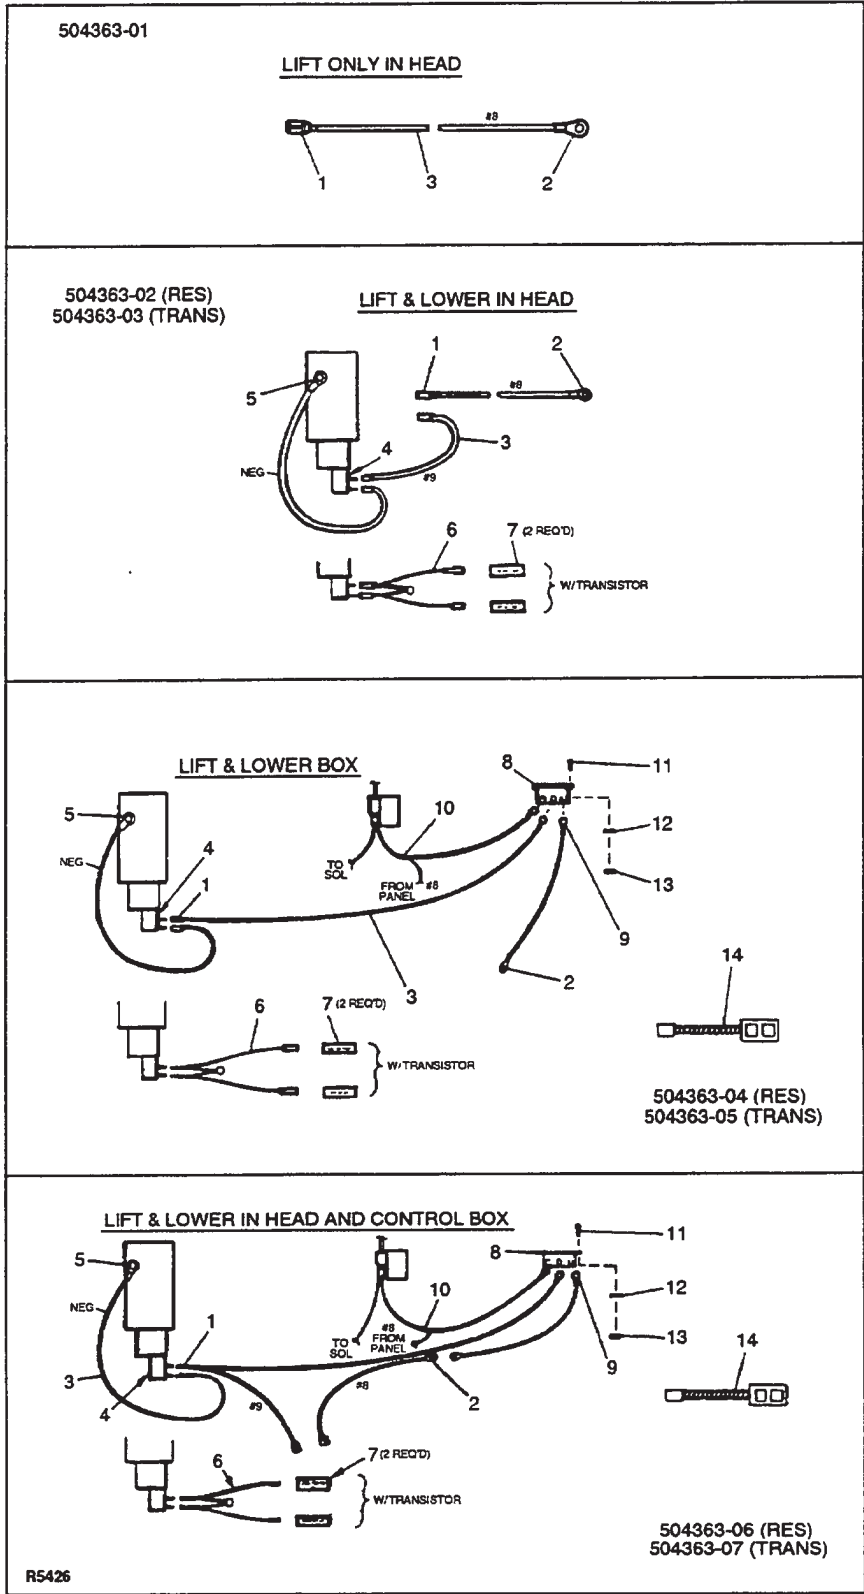 504363-01
LIFT ONLY IN HEAD
#8
1
3
2
504363-02 (RES)
504363-03 (TRANS)
LIFT & LOWER IN HEAD
1
2
#8
5
3
4
NEG
#9
6
7 (2 REQ'D)
W/TRANSISTOR
LIFT & LOWER BOX
8
11
5
10
12
4
NEG
TO
SOL
1
FROM
PANEL
#8
13
9
3
2
14
6
7 (2 REQ'D)
W/TRANSISTOR
504363-04 (RES)
504363-05 (TRANS)
LIFT & LOWER IN HEAD AND CONTROL BOX
11
8
5
10
12
NEG
1
#8
TO
SOL
FROM
PANEL
13
9
14
3
#8
2
4
#9
6
7 (2 REQ'D)
W/TRANSISTOR
504363-06 (RES)
504363-07 (TRANS)
R5426